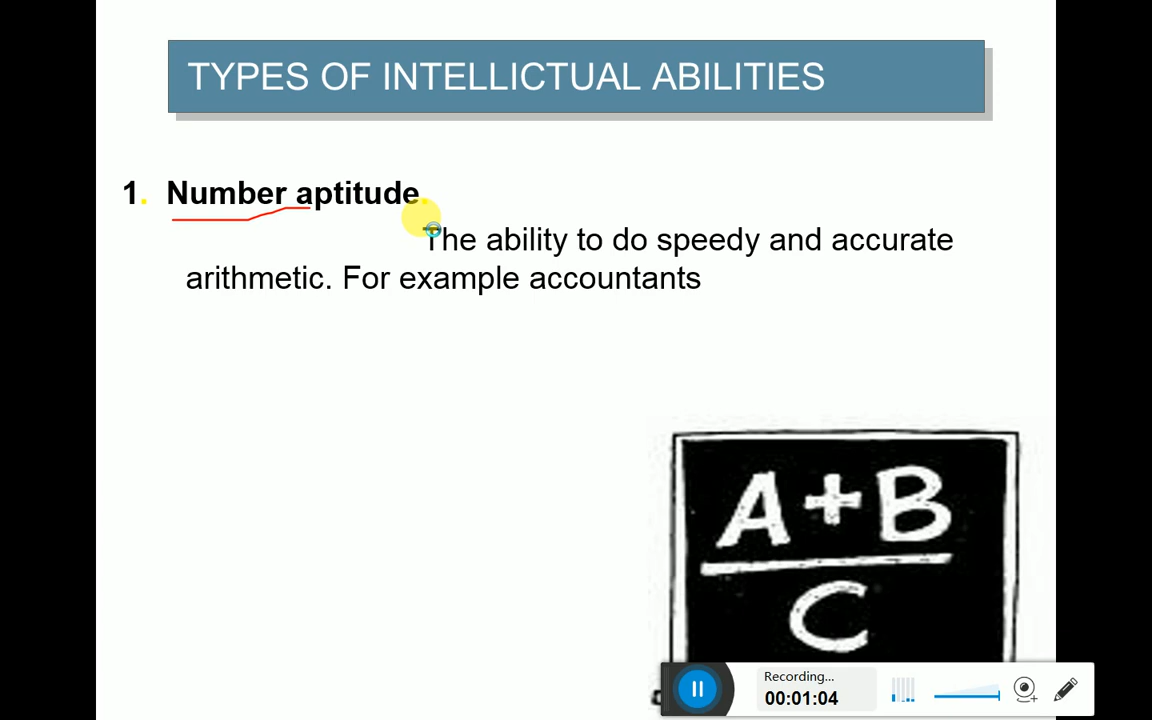 TYPES OF INTELLICTUAL ABILITIES
1. Number aptitude.
The ability to do speedy and accurate
arithmetic. For example accountants
A+B
C
Recording...
00:01:04